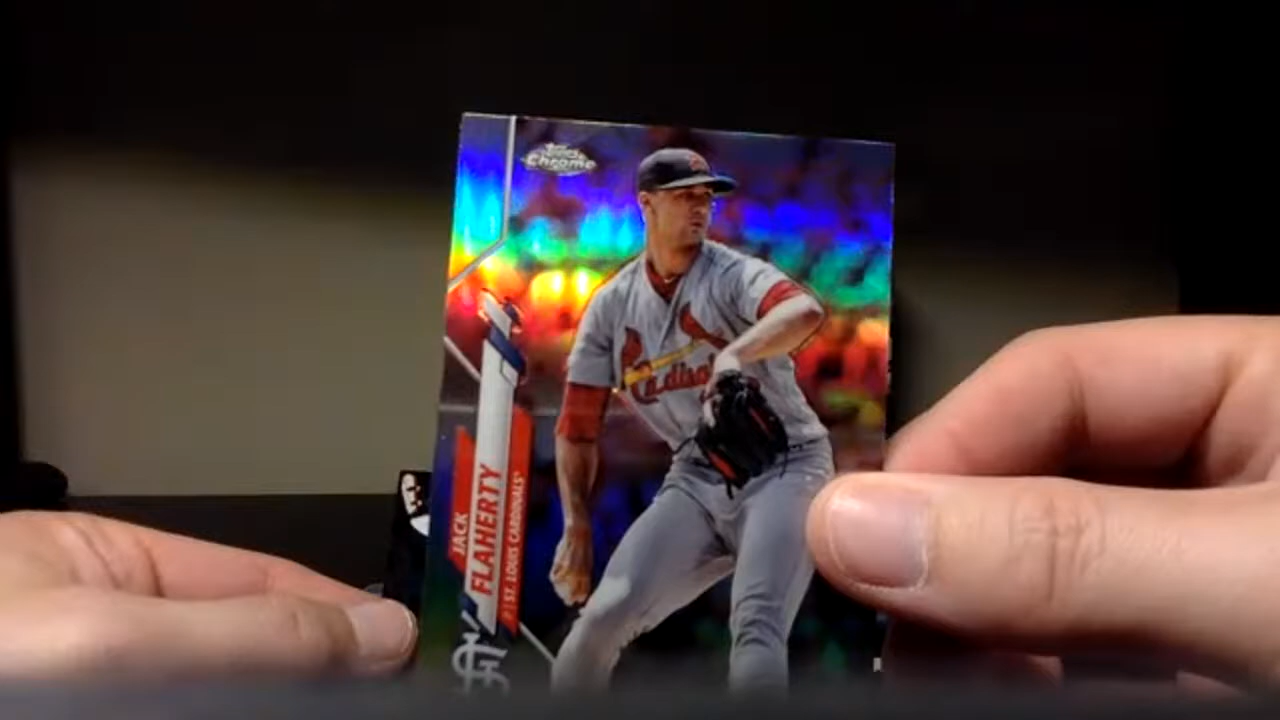 Topps
Chrome
Cardinals
JACK
FLAHERTY
P | ST. LOUIS CARDINALS®
STL